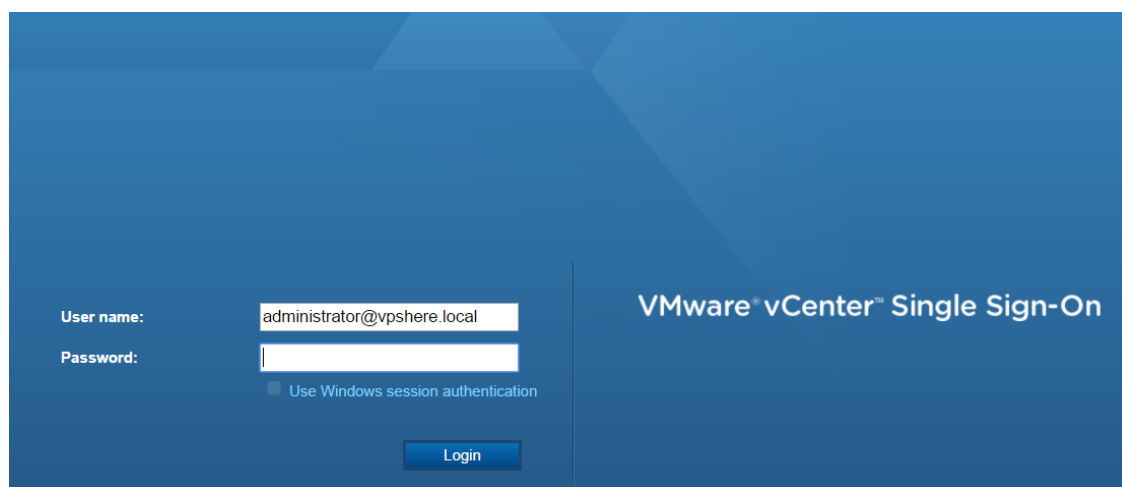 User name:
administrator@vpshere.local
VMware® vCenter™ Single Sign-On
Password:
Use Windows session authentication
Login